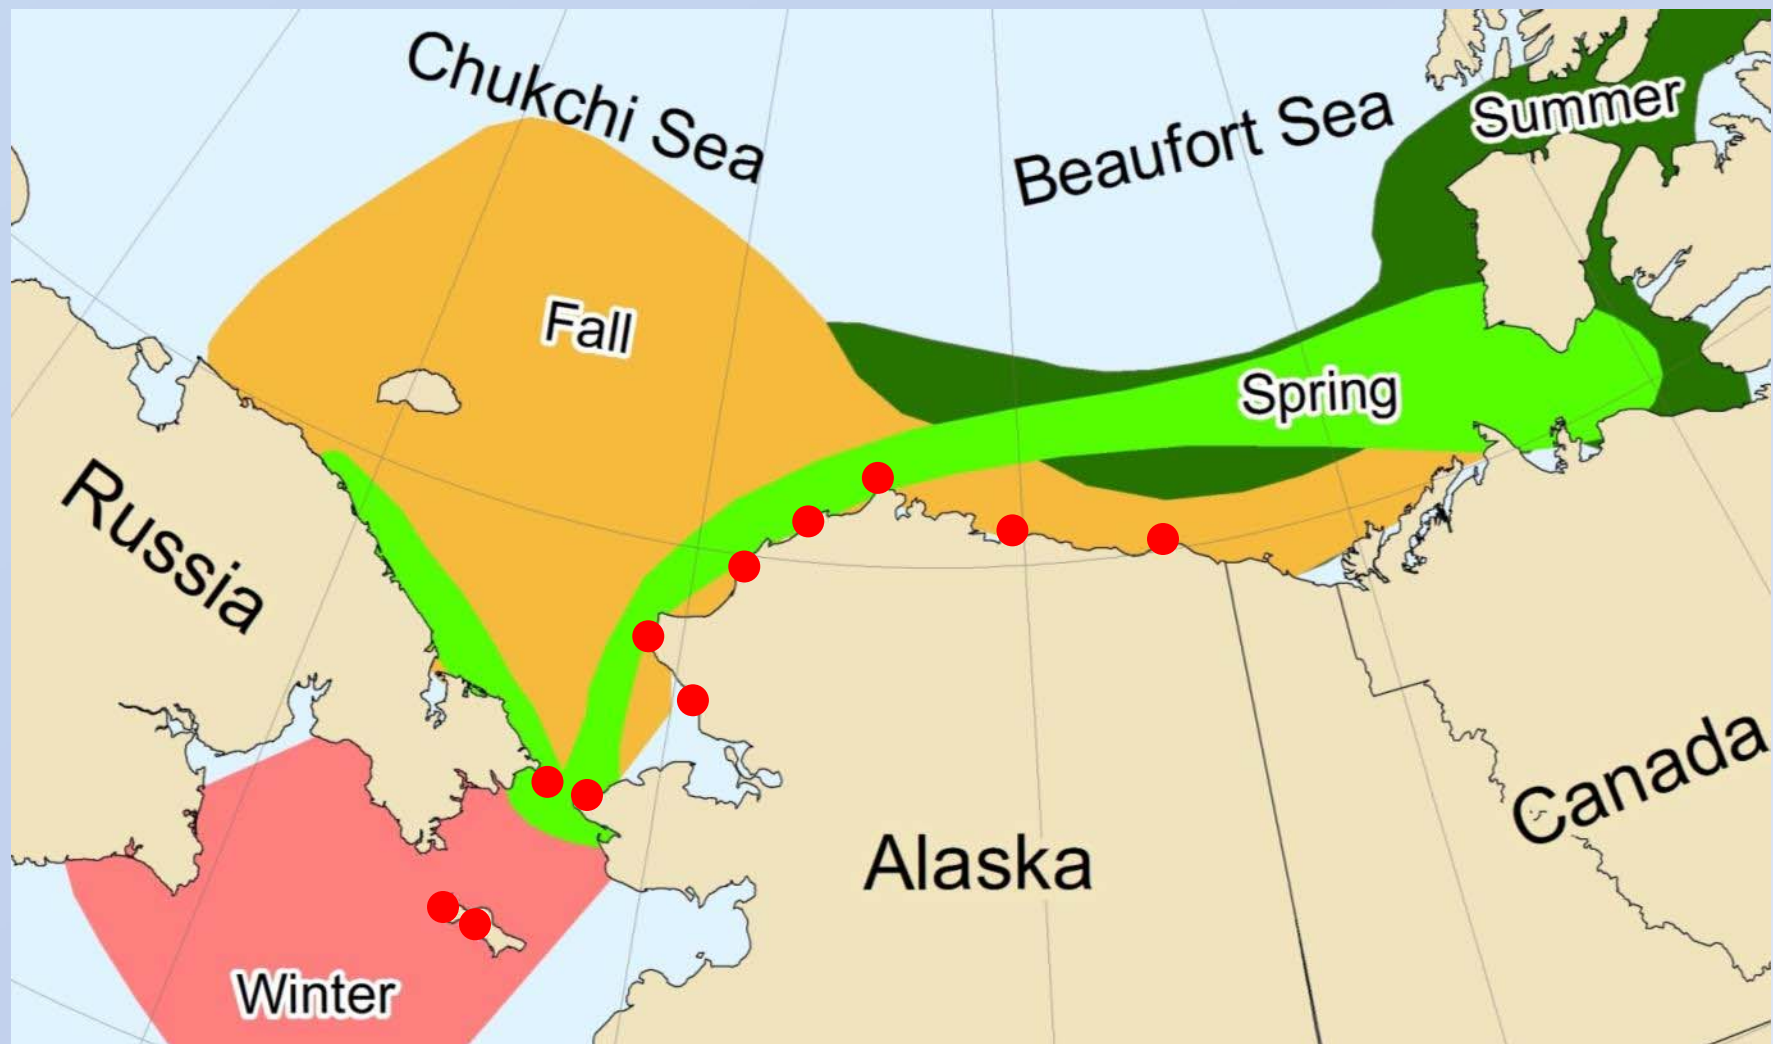 Chukchi Sea
Beaufort Sea
Summer
Fall
Spring
Russia
Canada
Alaska
Winter